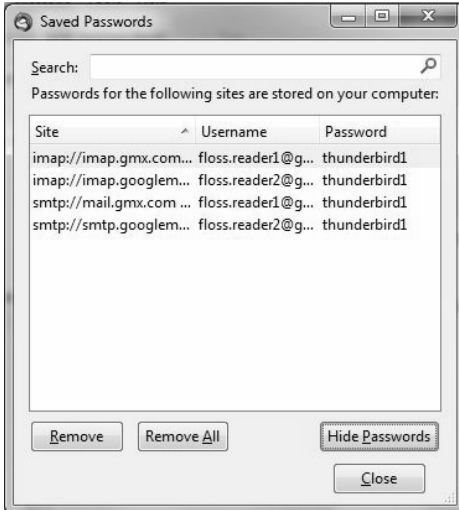 Saved Passwords
Search:
Passwords for the following sites are stored on your computer:
Site Username Password
imap://imap.gmx.com... floss.reader1@g... thunderbird1
imap://imap.googlem... floss.reader2@g... thunderbird1
smtp://mail.gmx.com ... floss.reader1@g... thunderbird1
smtp://smtp.googlem... floss.reader2@g... thunderbird1
Remove Remove All Hide Passwords
Close